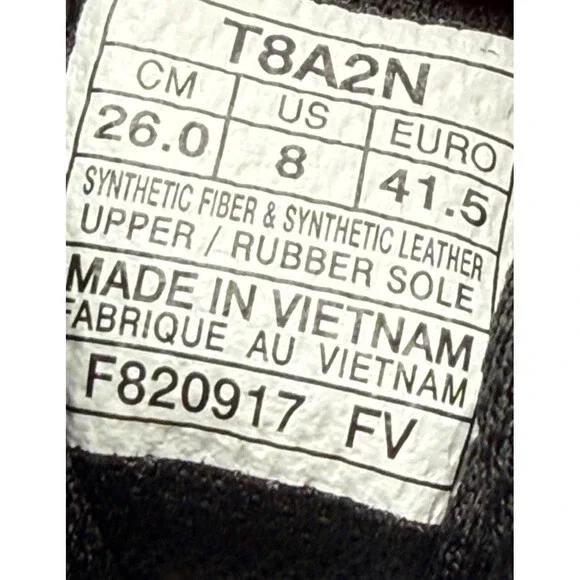 T8A2N
CM US EURO
26.0 8 41.5
SYNTHETIC FIBER & SYNTHETIC LEATHER
UPPER / RUBBER SOLE
MADE IN VIETNAM
FABRIQUE AU VIETNAM
F820917 FV